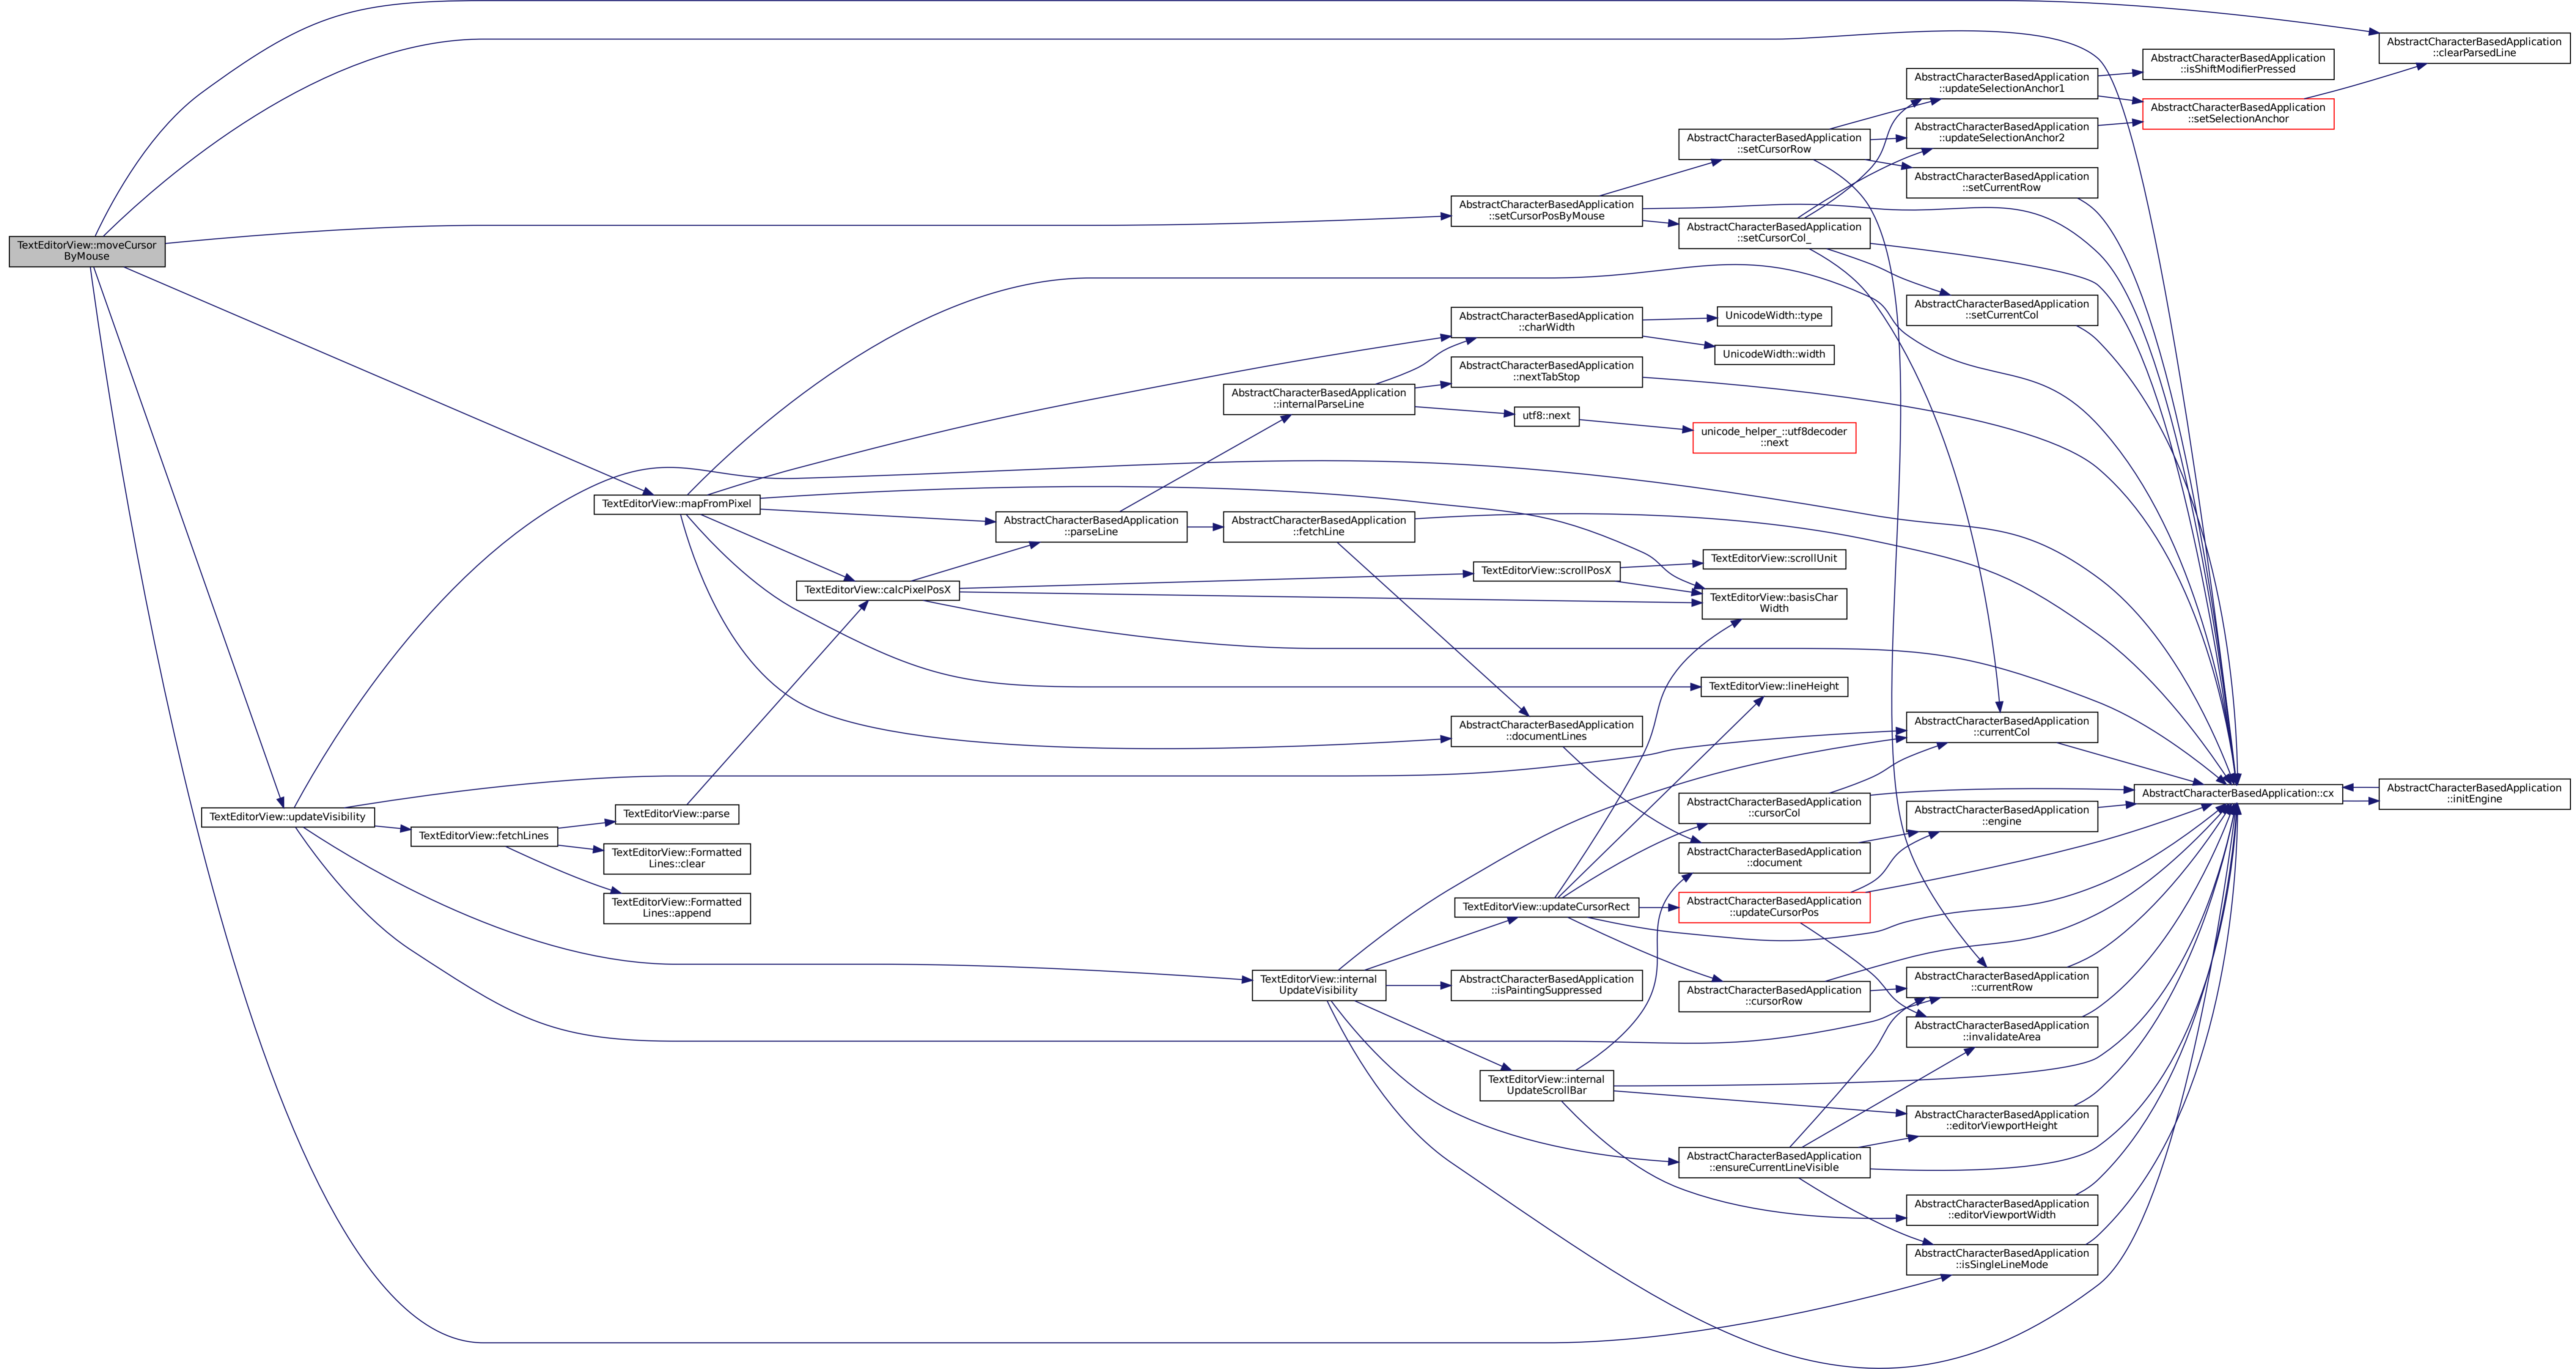 TextEditorView::moveCursor
ByMouse
TextEditorView::updateVisibility
TextEditorView::fetchLines
TextEditorView::mapFromPixel
TextEditorView::parse
TextEditorView::Formatted
Lines::clear
TextEditorView::Formatted
Lines::append
TextEditorView::calcPixelPosX
AbstractCharacterBasedApplication
::parseLine
AbstractCharacterBasedApplication
::internalParseLine
AbstractCharacterBasedApplication
::fetchLine
TextEditorView::internal
UpdateVisibility
AbstractCharacterBasedApplication
::setCursorPosByMouse
AbstractCharacterBasedApplication
::charWidth
AbstractCharacterBasedApplication
::nextTabStop
utf8::next
TextEditorView::scrollPosX
AbstractCharacterBasedApplication
::documentLines
TextEditorView::updateCursorRect
AbstractCharacterBasedApplication
::isPaintingSuppressed
TextEditorView::internal
UpdateScrollBar
AbstractCharacterBasedApplication
::setCursorRow
AbstractCharacterBasedApplication
::setCursorCol_
UnicodeWidth::type
UnicodeWidth::width
unicode_helper_::utf8decoder
::next
TextEditorView::scrollUnit
TextEditorView::basisChar
Width
TextEditorView::lineHeight
AbstractCharacterBasedApplication
::cursorCol
AbstractCharacterBasedApplication
::document
AbstractCharacterBasedApplication
::updateCursorPos
AbstractCharacterBasedApplication
::cursorRow
AbstractCharacterBasedApplication
::ensureCurrentLineVisible
AbstractCharacterBasedApplication
::updateSelectionAnchor1
AbstractCharacterBasedApplication
::updateSelectionAnchor2
AbstractCharacterBasedApplication
::setCurrentRow
AbstractCharacterBasedApplication
::setCurrentCol
AbstractCharacterBasedApplication
::currentCol
AbstractCharacterBasedApplication
::engine
AbstractCharacterBasedApplication
::currentRow
AbstractCharacterBasedApplication
::invalidateArea
AbstractCharacterBasedApplication
::editorViewportHeight
AbstractCharacterBasedApplication
::editorViewportWidth
AbstractCharacterBasedApplication
::isSingleLineMode
AbstractCharacterBasedApplication
::isShiftModifierPressed
AbstractCharacterBasedApplication
::setSelectionAnchor
AbstractCharacterBasedApplication::cx
AbstractCharacterBasedApplication
::clearParsedLine
AbstractCharacterBasedApplication
::initEngine